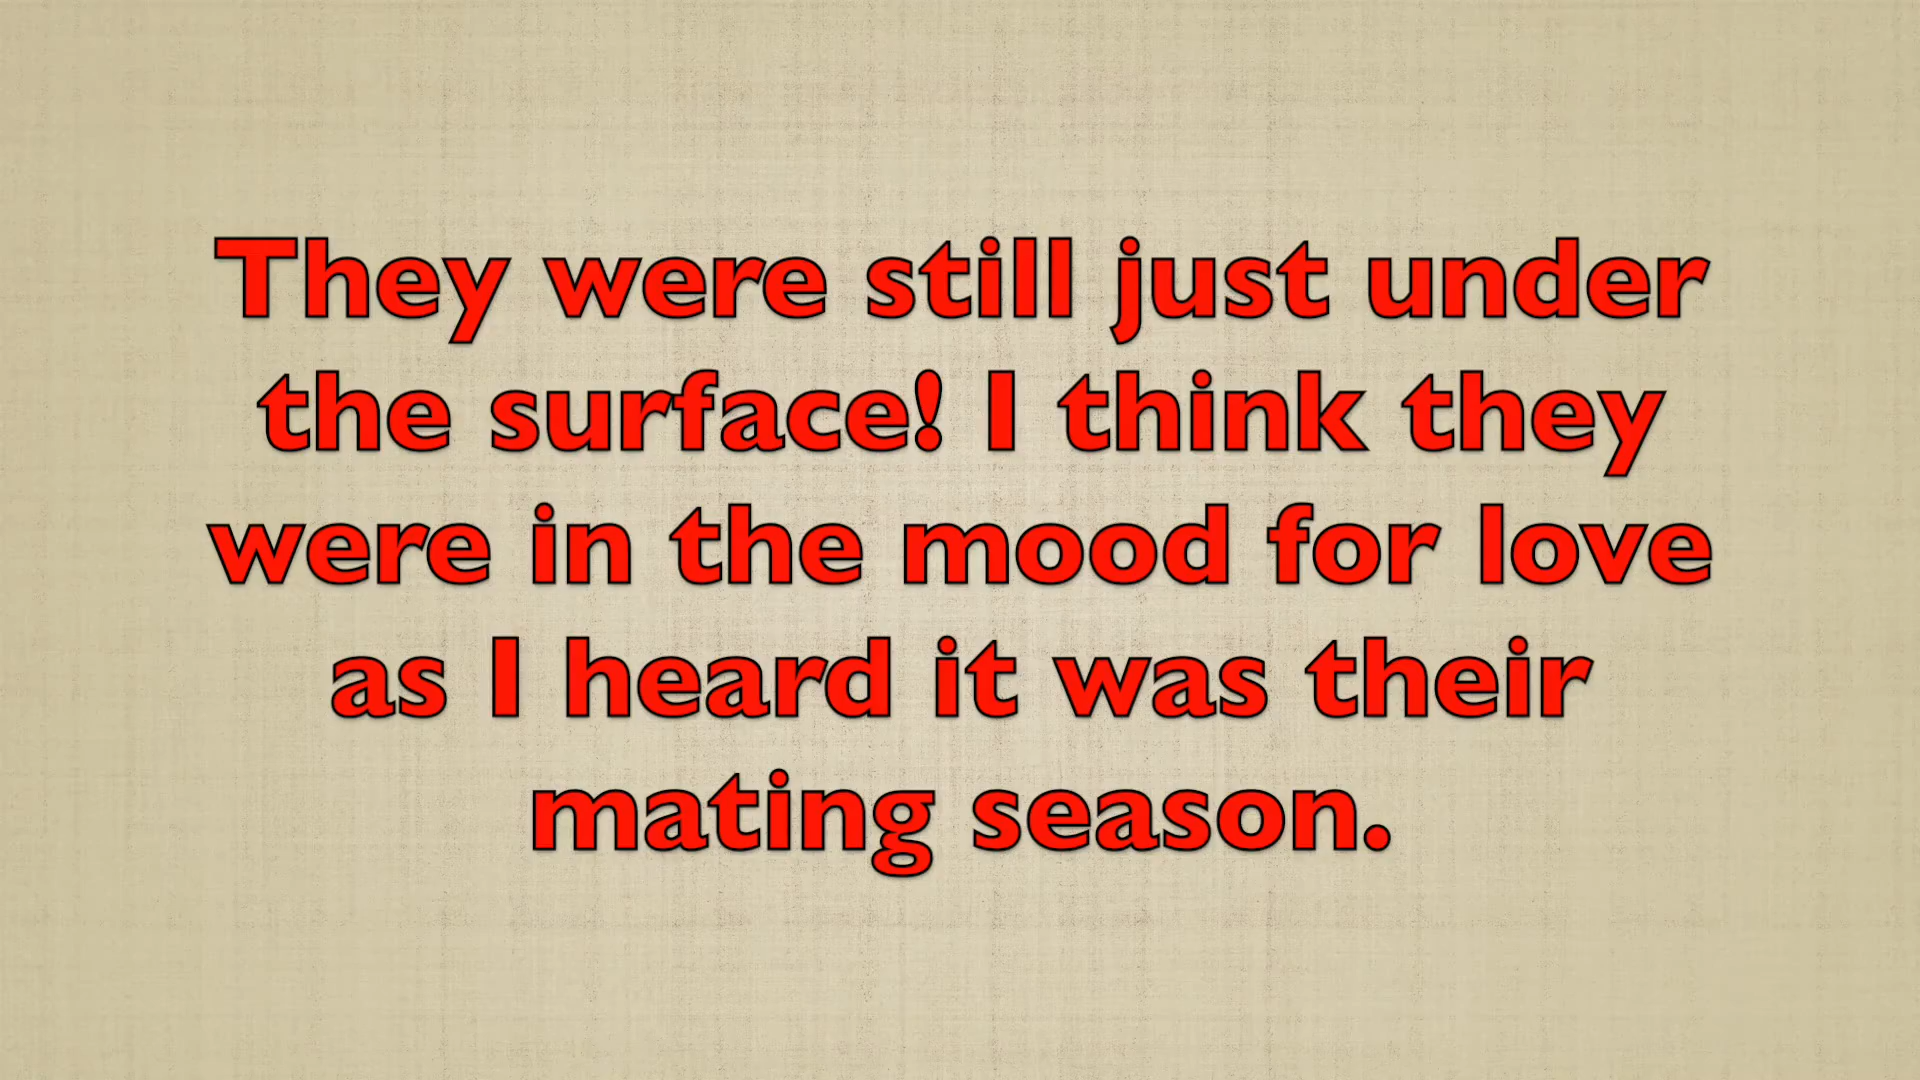 They were still just under
the surface! I think they
were in the mood for love
as I heard it was their
mating season.